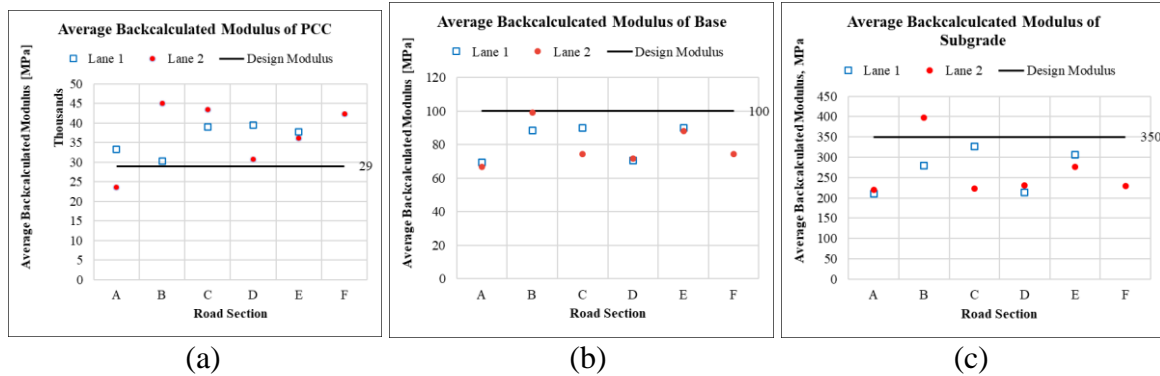 Average Backcalculated Modulus of PCC
Lane 1 Lane 2 Design Modulus
Average Backcalculated Modulus [MPa]
Thousands
50
45
40
35
30
25
20
15
10
5
0
29
A B C D E F
Road Section
(a)
Average Backcalculcated Modulus of Base
Lane 1 Lane 2 Design Modulus
Average Backcalculated Modulus [MPa]
120
100
80
60
40
20
0
100
A B C D E F
Road Section
(b)
Average Backcalculcated Modulus of
Subgrade
Lane 1 Lane 2 Design Modulus
Average Backcalculated Modulus, MPa
450
400
350
300
250
200
150
100
50
0
350
A B C D E F
Road Section
(c)